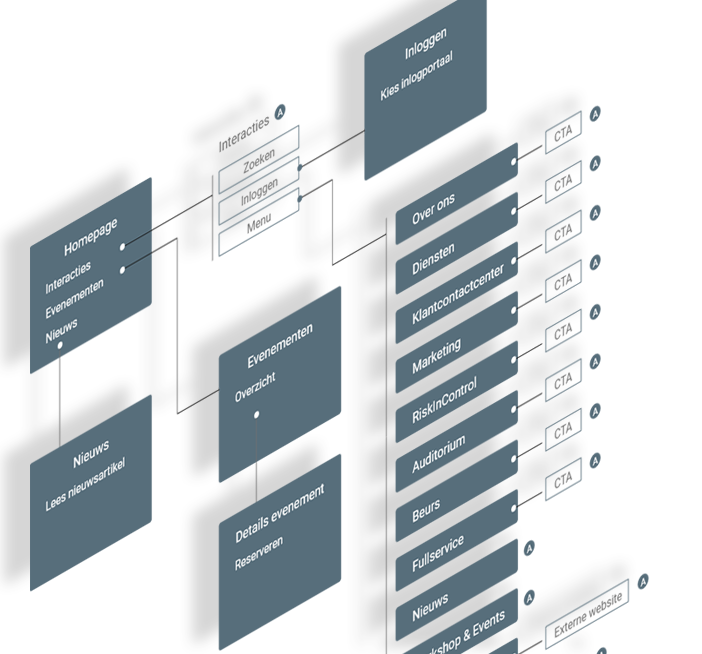 Inloggen
Kies inlogportaal
Interacties A
Zoeken
Inloggen
Menu
Homepage
Interacties
Evenementen
Nieuws
Nieuws
Lees nieuwsartikel
Evenementen
Overzicht
Details evenement
Reserveren
Over ons
CTA A
Diensten
CTA A
Klantcontactcenter
CTA A
Marketing
CTA A
RiskInControl
CTA A
Auditorium
CTA A
Beurs
CTA A
Fullservice
CTA A
Nieuws A
& Events A
Externe website A